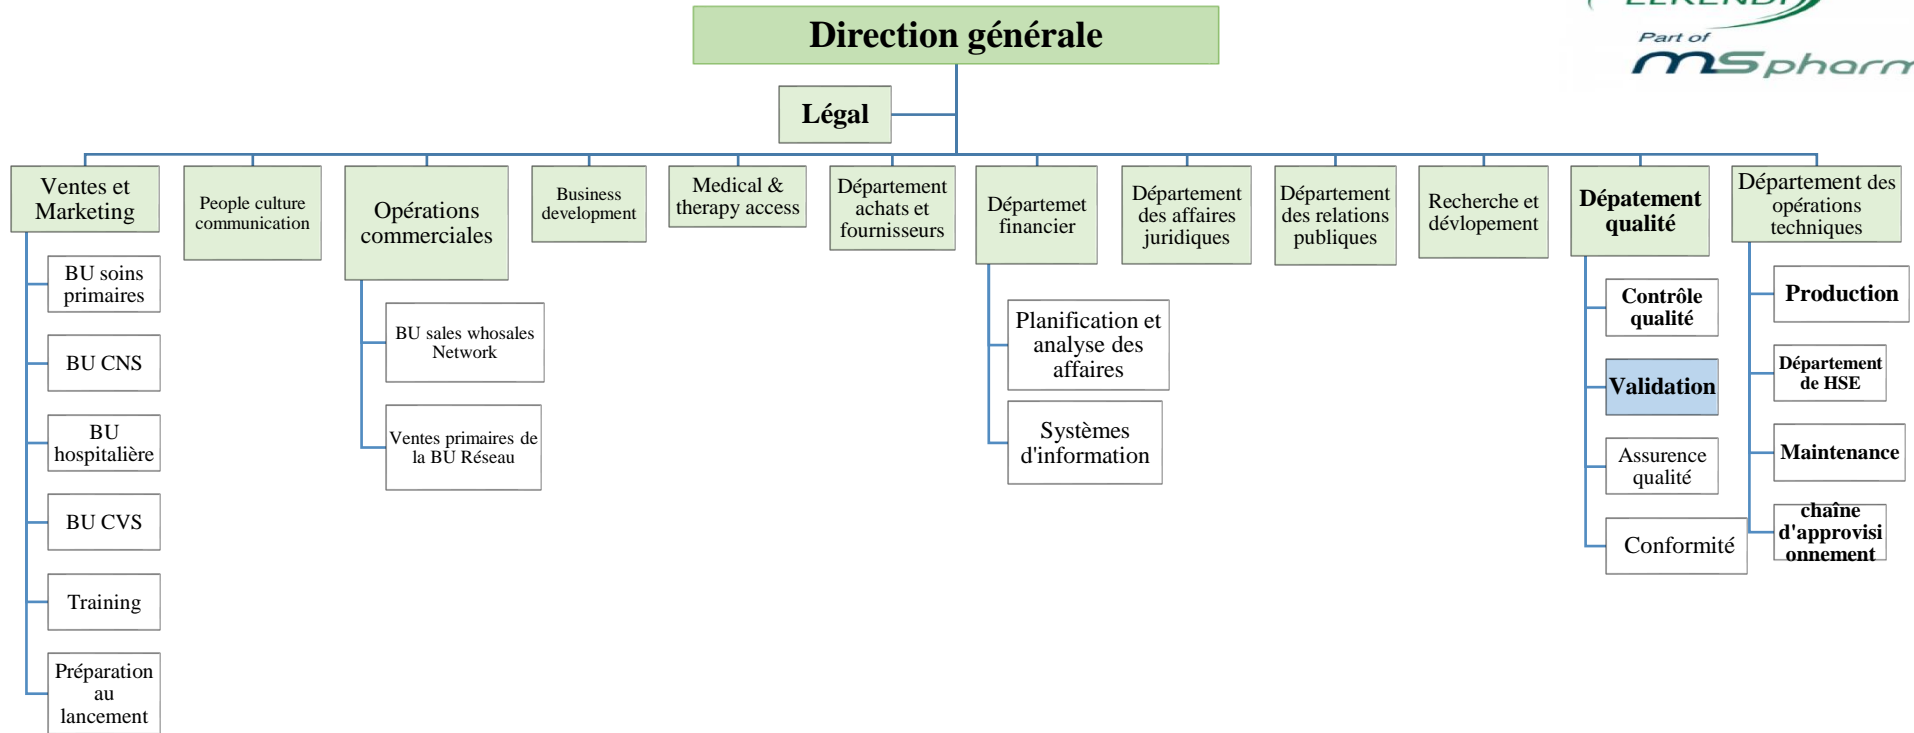 ELKENDI
Part of
mspharm
Direction générale
Légal
Ventes et
Marketing
People culture
communication
Opérations
commerciales
Business
development
Medical &
therapy access
Département
achats et
fournisseurs
Départemet
financier
Département
des affaires
juridiques
Département
des relations
publiques
Recherche et
dévlopement
Dépatement
qualité
Département des
opérations
techniques
BU soins
primaires
BU CNS
BU
hospitalière
BU CVS
Training
Préparation
au
lancement
BU sales whosales
Network
Ventes primaires de
la BU Réseau
Planification et
analyse des
affaires
Systèmes
d'information
Contrôle
qualité
Validation
Assurence
qualité
Conformité
Production
Département
de HSE
Maintenance
chaîne
d'approvisi
onnement